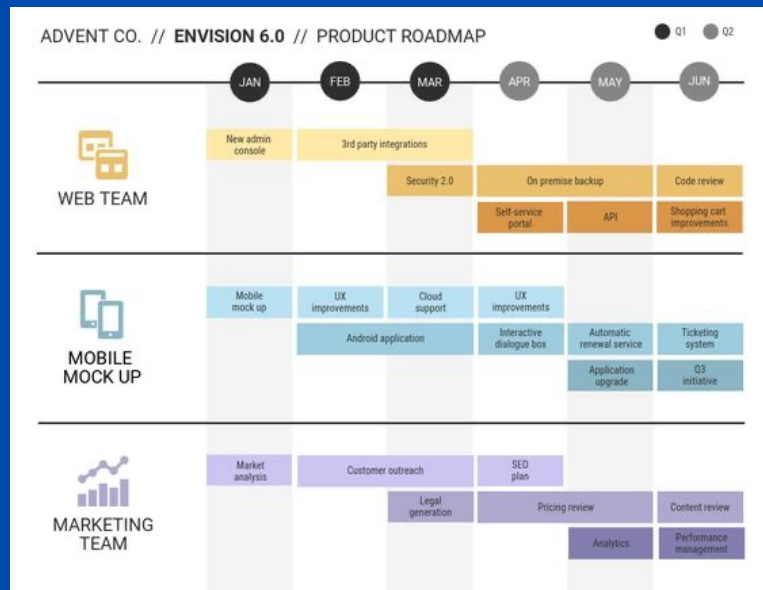 ADVENT CO. // ENVISION 6.0 // PRODUCT ROADMAP
Q1 Q2
JAN FEB MAR APR MAY JUN
WEB TEAM
New admin
console
3rd party integrations
Security 2.0
On premise backup
Code review
Self-service
portal
API
Shopping cart
improvements
MOBILE
MOCK UP
Mobile
mock up
UX
improvements
Cloud
support
UX
improvements
Android application
Interactive
dialogue box
Automatic
renewal service
Ticketing
system
Application
upgrade
Q3
initiative
MARKETING
TEAM
Market
analysis
Customer outreach
SEO
plan
Legal
generation
Pricing review
Content review
Analytics
Performance
management